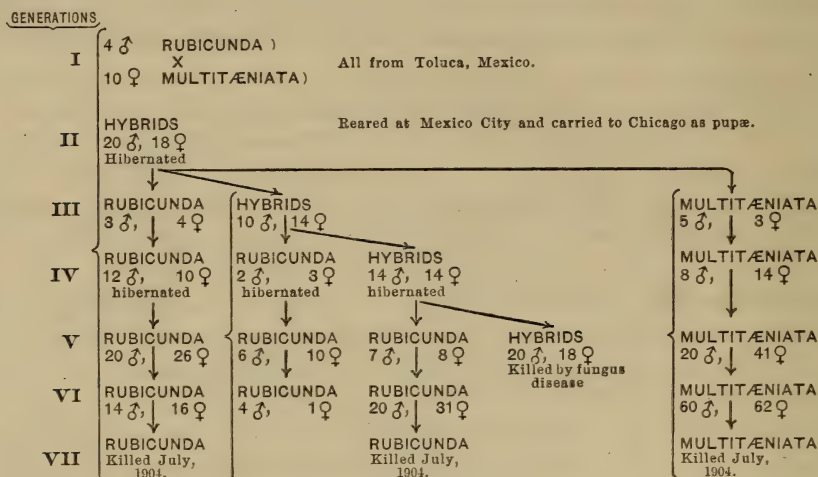 GENERATIONS
I
4 ♂ RUBICUNDA )
X
10 ♀ MULTITÆNIATA)
All from Toluca, Mexico.
II
HYBRIDS
20 ♂, 18 ♀
Hibernated
Reared at Mexico City and carried to Chicago as pupæ.
III
RUBICUNDA HYBRIDS MULTITÆNIATA
3 ♂, 4 ♀ 10 ♂, 14 ♀ 5 ♂, 3 ♀
IV
RUBICUNDA RUBICUNDA HYBRIDS MULTITÆNIATA
12 ♂, 10 ♀ 2 ♂, 3 ♀ 14 ♂, 14 ♀ 8 ♂, 14 ♀
hibernated hibernated hibernated
V
RUBICUNDA RUBICUNDA RUBICUNDA HYBRIDS MULTITÆNIATA
20 ♂, 26 ♀ 6 ♂, 10 ♀ 7 ♂, 8 ♀ 20 ♂, 18 ♀ 20 ♂, 41 ♀
Killed by fungus
disease
VI
RUBICUNDA RUBICUNDA RUBICUNDA MULTITÆNIATA
14 ♂, 16 ♀ 4 ♂, 1 ♀ 20 ♂, 31 ♀ 60 ♂, 62 ♀
VII
RUBICUNDA RUBICUNDA MULTITÆNIATA
Killed July, Killed July, Killed July,
1904. 1904. 1904.